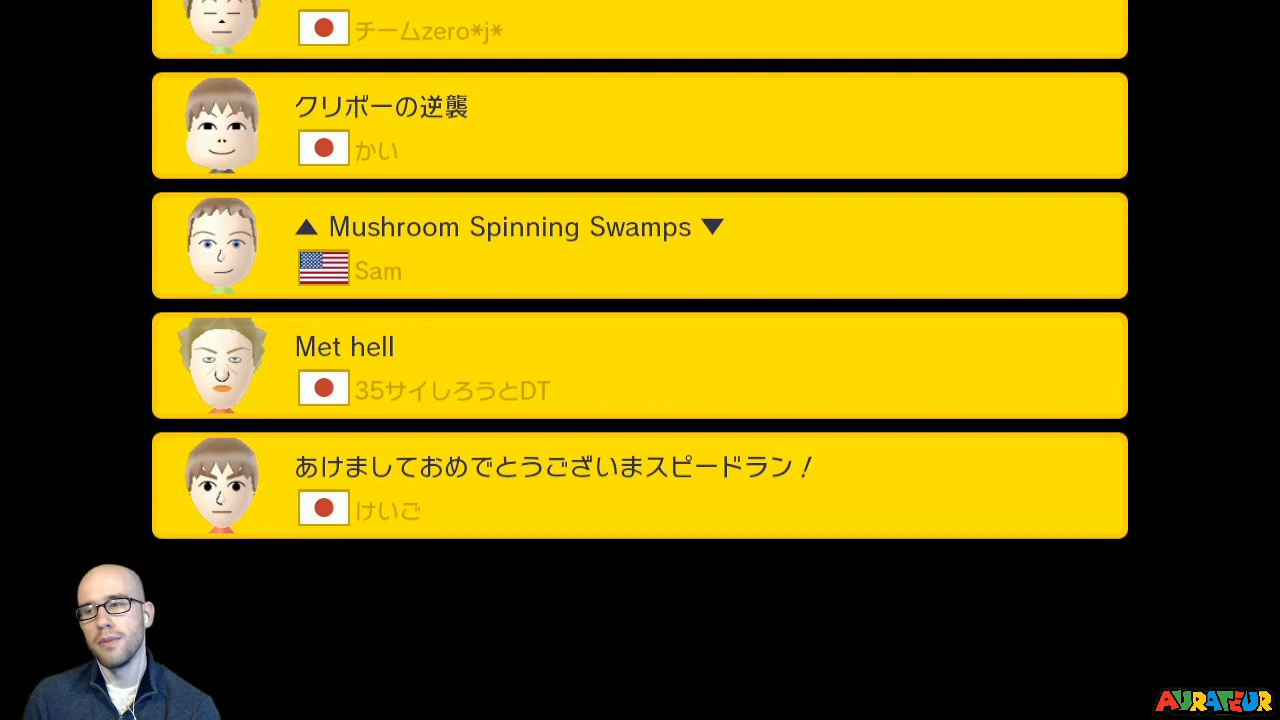 チームzero*j*
クリボーの逆襲
かい
▲ Mushroom Spinning Swamps ▼
Sam
Met hell
35サイしろうとDT
あけましておめでとうございまスピードラン！
けいご
AURATEUR